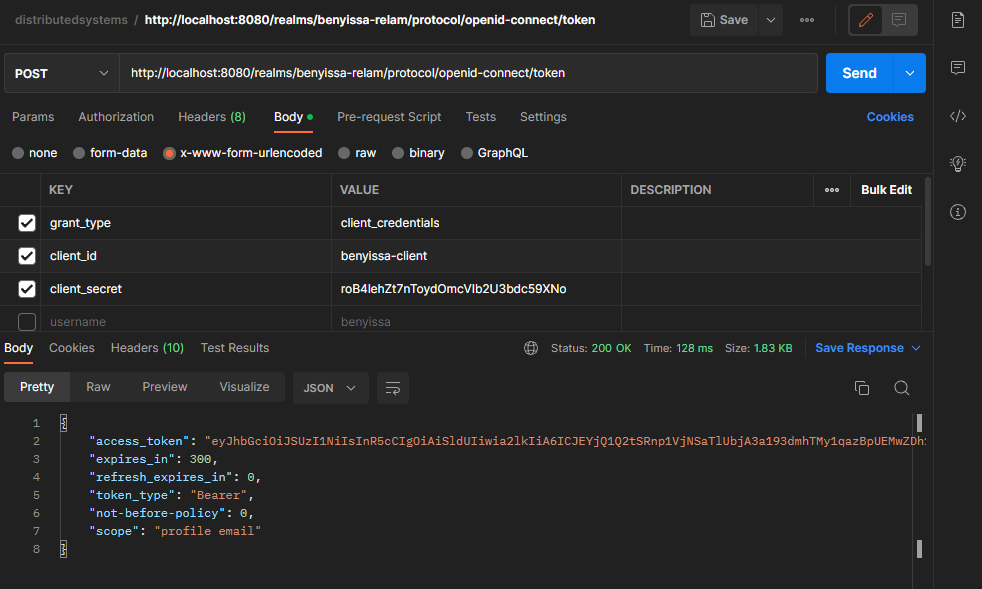 distributedsystems / http://localhost:8080/realms/benyissa-relam/protocol/openid-connect/token Save
POST http://localhost:8080/realms/benyissa-relam/protocol/openid-connect/token Send
Params Authorization Headers (8) Body Pre-request Script Tests Settings Cookies
none form-data x-www-form-urlencoded raw binary GraphQL
KEY VALUE DESCRIPTION Bulk Edit
grant_type client_credentials
client_id benyissa-client
client_secret roB4lehZt7nToydOmcVIb2U3bdc59XNo
username benyissa
Body Cookies Headers (10) Test Results Status: 200 OK Time: 128 ms Size: 1.83 KB Save Response
Pretty Raw Preview Visualize JSON
1 {
2 "access_token": "eyJhbGciOiJSUzI1NiIsInR5cCIgOiAiSldUIiwia2lkIiA6ICJEYjQ1Q2tSRnp1VjNSaTlUbjA3a193dmhTMy1qazBpUEMwZDh
3 "expires_in": 300,
4 "refresh_expires_in": 0,
5 "token_type": "Bearer",
6 "not-before-policy": 0,
7 "scope": "profile email"
8 }